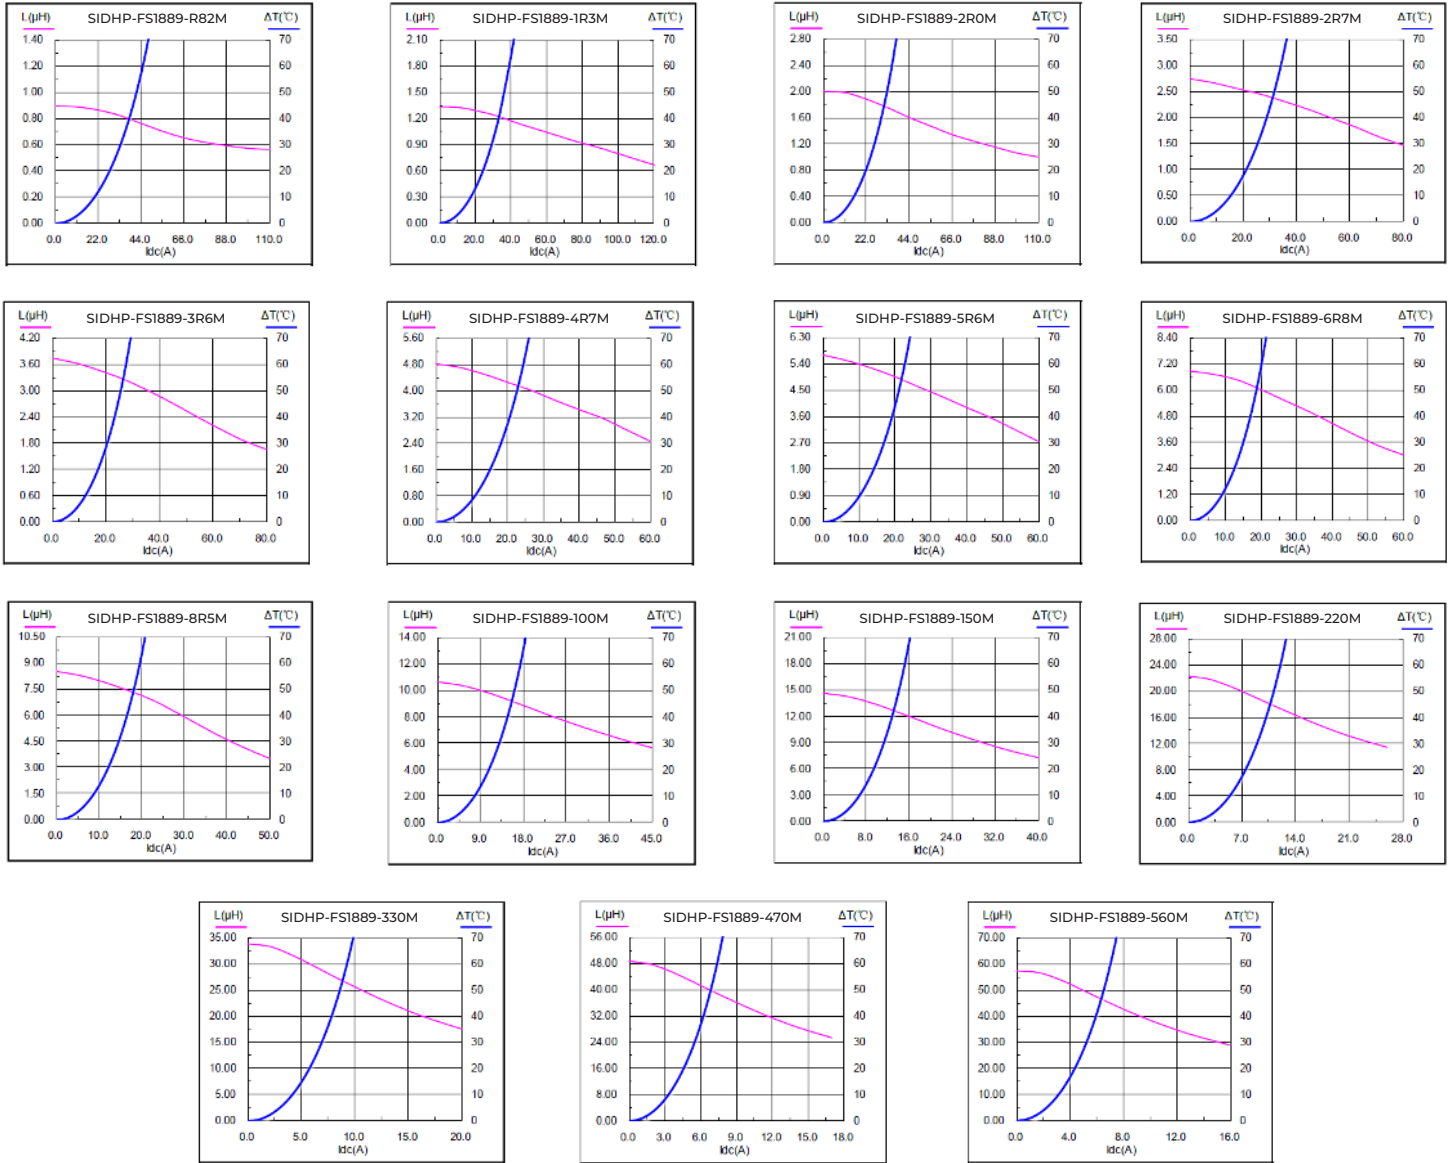 L(μH) SIDHP-FS1889-R82M ΔT(℃)
1.40 70
1.20 60
1.00 50
0.80 40
0.60 30
0.40 20
0.20 10
0.00 0
0.0 22.0 44.0 66.0 88.0 110.0
Idc(A)
L(μH) SIDHP-FS1889-1R3M ΔT(℃)
2.10 70
1.80 60
1.50 50
1.20 40
0.90 30
0.60 20
0.30 10
0.00 0
0.0 20.0 40.0 60.0 80.0 100.0 120.0
Idc(A)
L(μH) SIDHP-FS1889-2R0M ΔT(℃)
2.80 70
2.40 60
2.00 50
1.60 40
1.20 30
0.80 20
0.40 10
0.00 0
0.0 22.0 44.0 66.0 88.0 110.0
Idc(A)
L(μH) SIDHP-FS1889-2R7M ΔT(℃)
3.50 70
3.00 60
2.50 50
2.00 40
1.50 30
1.00 20
0.50 10
0.00 0
0.0 20.0 40.0 60.0 80.0
Idc(A)
L(μH) SIDHP-FS1889-3R6M ΔT(℃)
4.20 70
3.60 60
3.00 50
2.40 40
1.80 30
1.20 20
0.60 10
0.00 0
0.0 20.0 40.0 60.0 80.0
Idc(A)
L(μH) SIDHP-FS1889-4R7M ΔT(℃)
5.60 70
4.80 60
4.00 50
3.20 40
2.40 30
1.60 20
0.80 10
0.00 0
0.0 10.0 20.0 30.0 40.0 50.0 60.0
Idc(A)
L(μH) SIDHP-FS1889-5R6M ΔT(℃)
6.30 70
5.40 60
4.50 50
3.60 40
2.70 30
1.80 20
0.90 10
0.00 0
0.0 10.0 20.0 30.0 40.0 50.0 60.0
Idc(A)
L(μH) SIDHP-FS1889-6R8M ΔT(℃)
8.40 70
7.20 60
6.00 50
4.80 40
3.60 30
2.40 20
1.20 10
0.00 0
0.0 10.0 20.0 30.0 40.0 50.0 60.0
Idc(A)
L(μH) SIDHP-FS1889-8R5M ΔT(℃)
10.50 70
9.00 60
7.50 50
6.00 40
4.50 30
3.00 20
1.50 10
0.00 0
0.0 10.0 20.0 30.0 40.0 50.0
Idc(A)
L(μH) SIDHP-FS1889-100M ΔT(℃)
14.00 70
12.00 60
10.00 50
8.00 40
6.00 30
4.00 20
2.00 10
0.00 0
0.0 9.0 18.0 27.0 36.0 45.0
Idc(A)
L(μH) SIDHP-FS1889-150M ΔT(℃)
21.00 70
18.00 60
15.00 50
12.00 40
9.00 30
6.00 20
3.00 10
0.00 0
0.0 8.0 16.0 24.0 32.0 40.0
Idc(A)
L(μH) SIDHP-FS1889-220M ΔT(℃)
28.00 70
24.00 60
20.00 50
16.00 40
12.00 30
8.00 20
4.00 10
0.00 0
0.0 7.0 14.0 21.0 28.0
Idc(A)
L(μH) SIDHP-FS1889-330M ΔT(℃)
35.00 70
30.00 60
25.00 50
20.00 40
15.00 30
10.00 20
5.00 10
0.00 0
0.0 5.0 10.0 15.0 20.0
Idc(A)
L(μH) SIDHP-FS1889-470M ΔT(℃)
56.00 70
48.00 60
40.00 50
32.00 40
24.00 30
16.00 20
8.00 10
0.00 0
0.0 3.0 6.0 9.0 12.0 15.0 18.0
Idc(A)
L(μH) SIDHP-FS1889-560M ΔT(℃)
70.00 70
60.00 60
50.00 50
40.00 40
30.00 30
20.00 20
10.00 10
0.00 0
0.0 4.0 8.0 12.0 16.0
Idc(A)